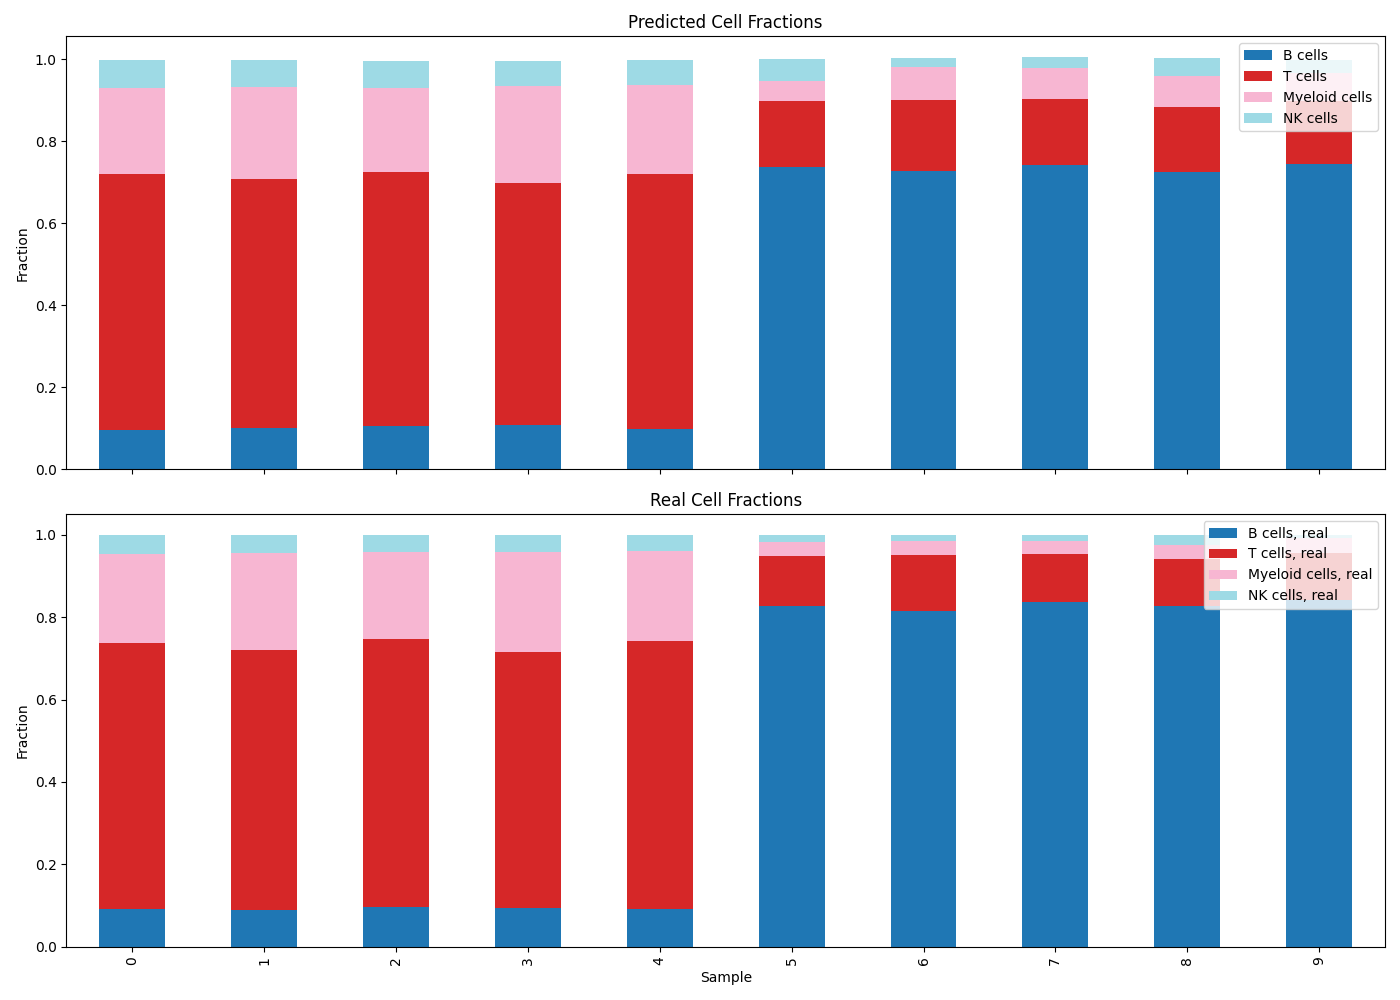 Predicted Cell Fractions
1.0
0.8
0.6
0.4
0.2
0.0
Fraction
B cells
T cells
Myeloid cells
NK cells
Real Cell Fractions
1.0
0.8
0.6
0.4
0.2
0.0
Fraction
B cells, real
T cells, real
Myeloid cells, real
NK cells, real
0 1 2 3 4 5 6 7 8 9
Sample